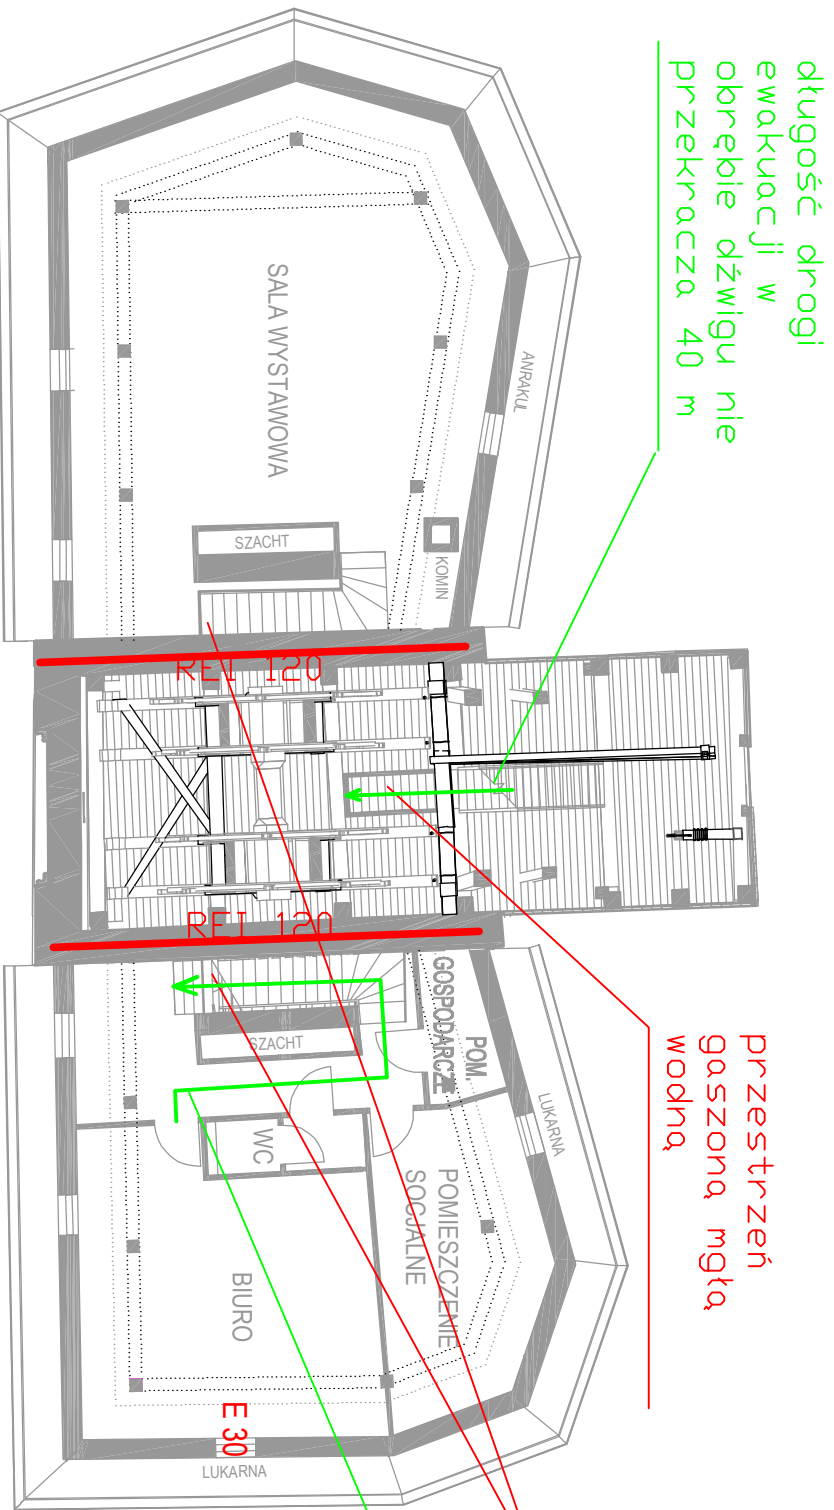 długość drogi
ewakuacji w
obrębie dźwigu nie
przekracza 40 m
ANRAKUL
SALA WYSTAWOWA
SZACHT
KOMIN
REI 120
REI 120
przestrzeń
gaszona mgłą
wodną
POM.
GOSPODARCZE
SZACHT
LUKARNA
WC
POMIESZCZENIE
SOCJALNE
BIURO
E 30
LUKARNA